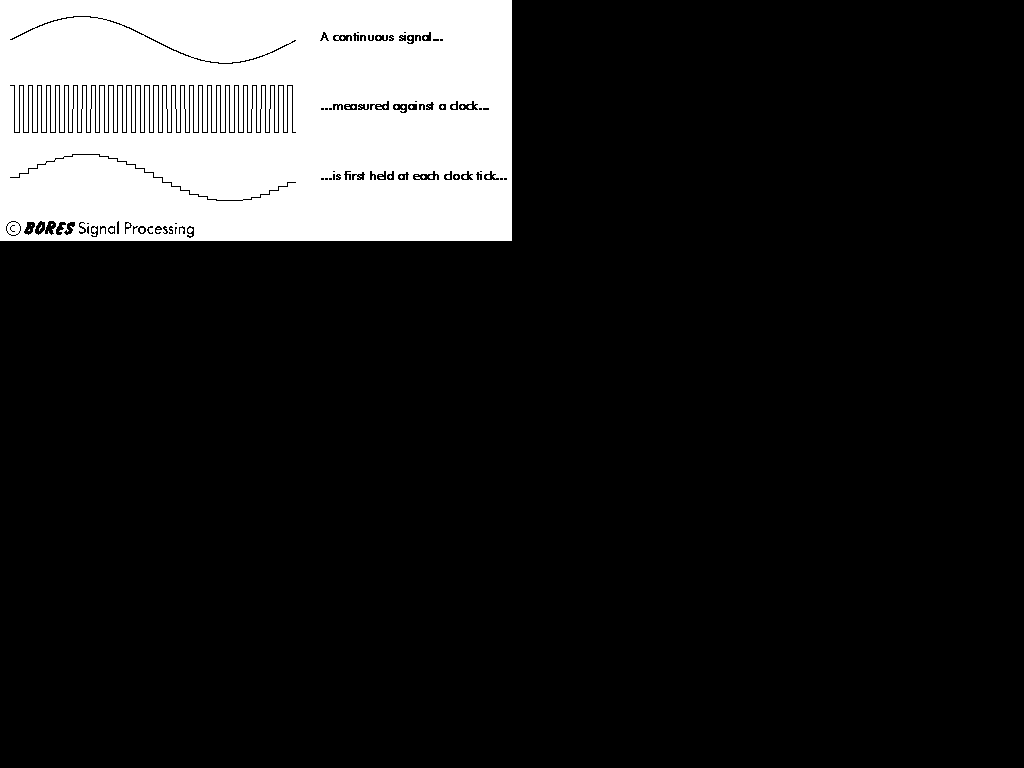 A continuous signal...
...measured against a clock...
...is first held at each clock tick...
© BORES Signal Processing